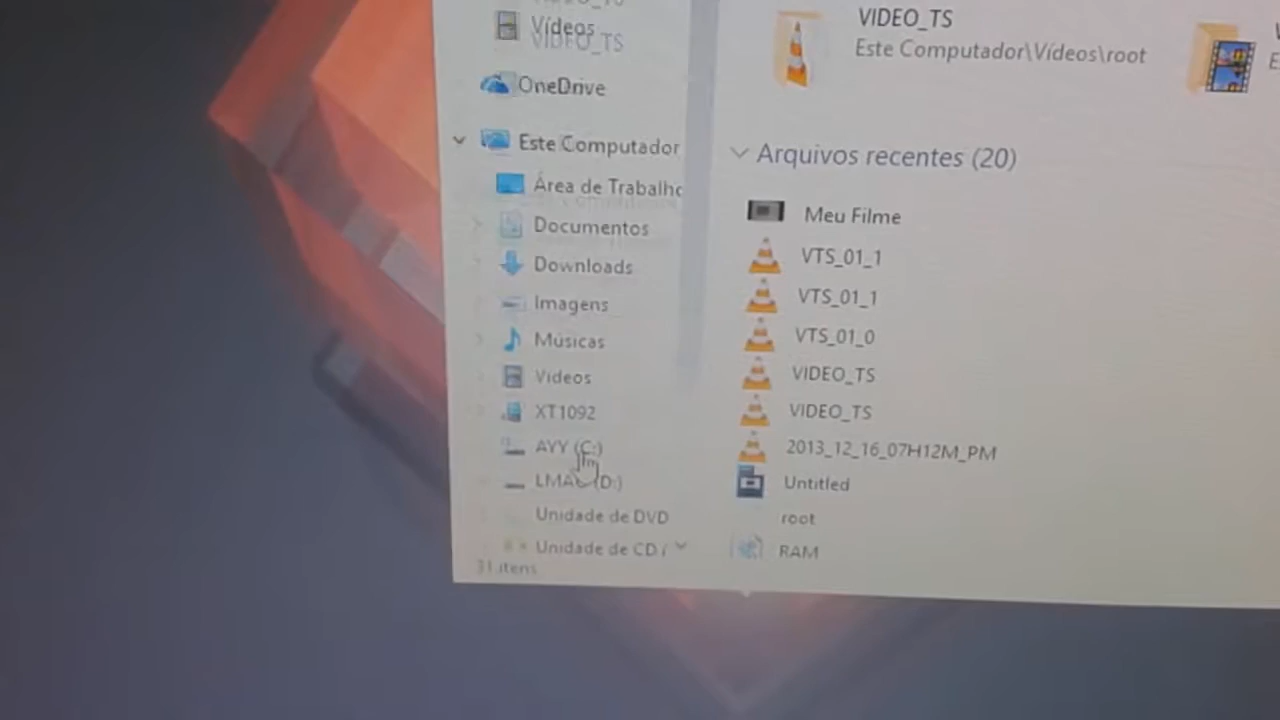 Vídeos
VIDEO_TS
OneDrive
Este Computador
Área de Trabalho
Documentos
Downloads
Imagens
Músicas
Vídeos
XT1092
AYY (C:)
LMAO (D:)
Unidade de DVD
Unidade de CD (
31 itens
VIDEO_TS
Este Computador\Vídeos\root
Arquivos recentes (20)
Meu Filme
VTS_01_1
VTS_01_1
VTS_01_0
VIDEO_TS
VIDEO_TS
2013_12_16_07H12M_PM
Untitled
root
RAM